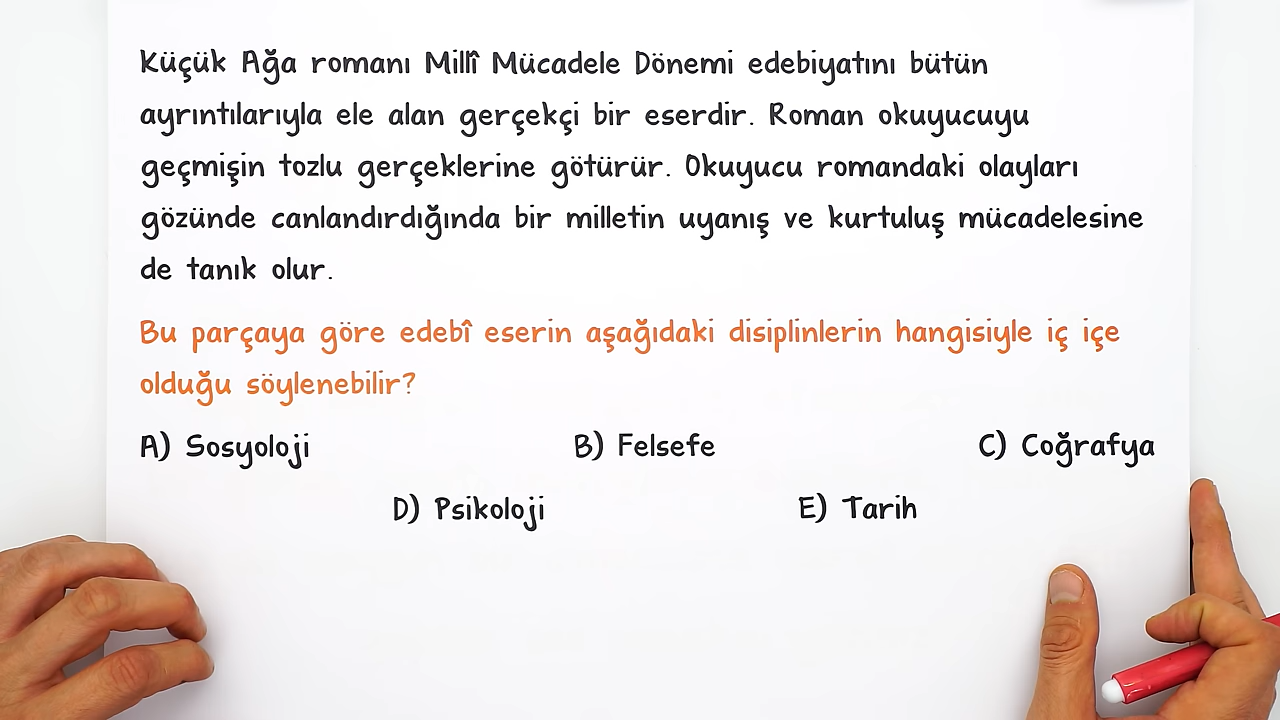 Küçük Ağa romanı Millî Mücadele Dönemi edebiyatını bütün
ayrıntılarıyla ele alan gerçekçi bir eserdir. Roman okuyucuyu
geçmişin tozlu gerçeklerine götürür. Okuyucu romandaki olayları
gözünde canlandırdığında bir milletin uyanış ve kurtuluş mücadelesine
de tanık olur.
Bu parçaya göre edebî eserin aşağıdaki disiplinlerin hangisiyle iç içe
olduğu söylenebilir?
A) Sosyoloji B) Felsefe C) Coğrafya
D) Psikoloji E) Tarih